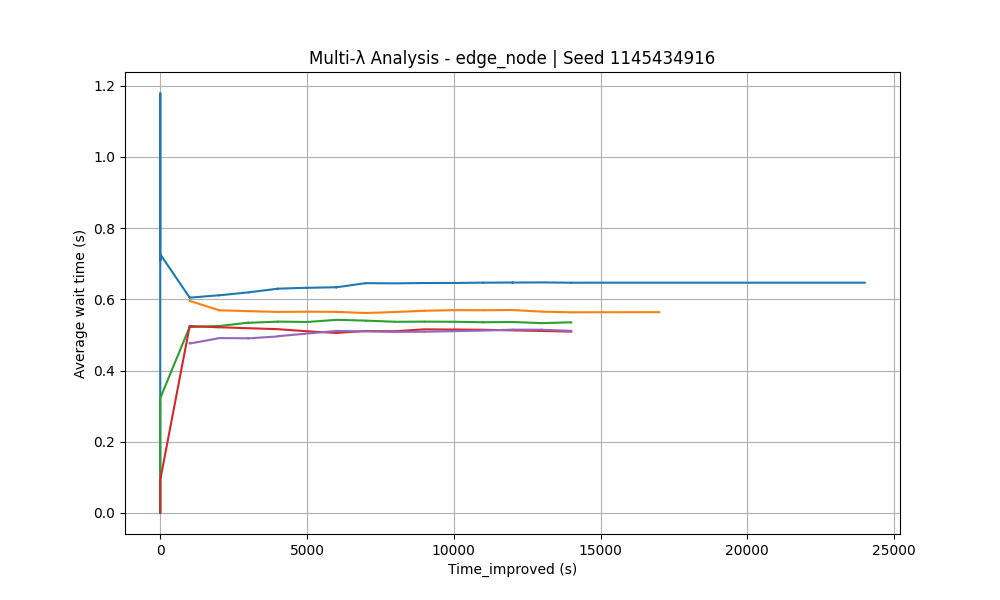 Multi-λ Analysis - edge_node | Seed 1145434916
Average wait time (s)
1.2
1.0
0.8
0.6
0.4
0.2
0.0
0 5000 10000 15000 20000 25000
Time_improved (s)